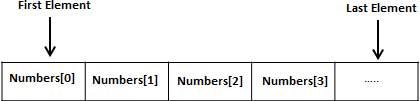 First Element Last Element
Numbers[0] Numbers[1] Numbers[2] Numbers[3] .....